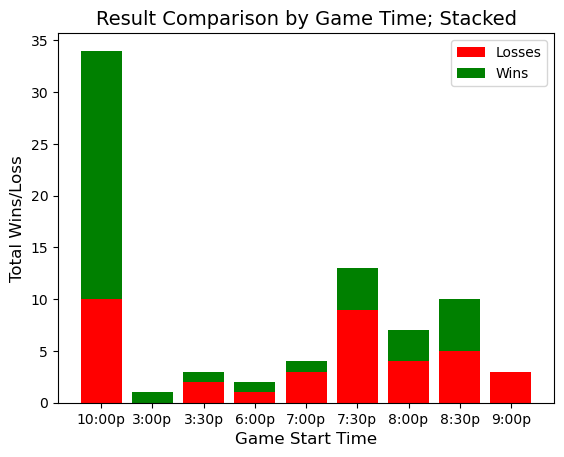 Result Comparison by Game Time; Stacked
Losses
Wins
Total Wins/Loss
35
30
25
20
15
10
5
0
10:00p 3:00p 3:30p 6:00p 7:00p 7:30p 8:00p 8:30p 9:00p
Game Start Time